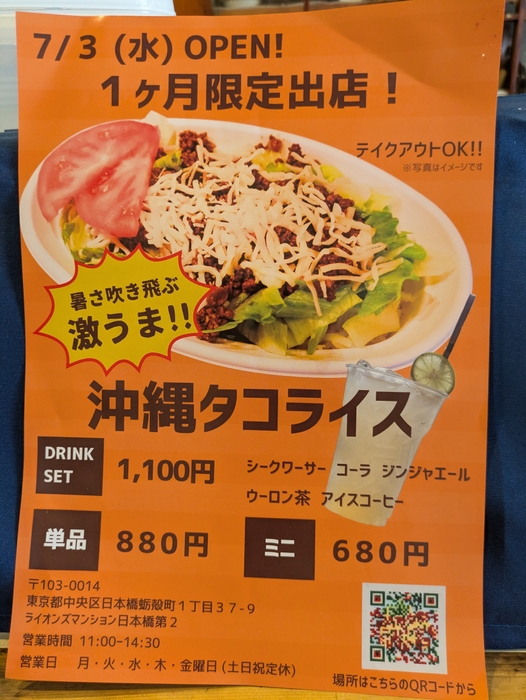 7/3 (水) OPEN!
1ヶ月限定出店！
テイクアウトOK!!
※写真はイメージです
暑さ吹き飛ぶ
激うま!!
沖縄タコライス
DRINK SET 1,100円
シークワーサー コーラ ジンジャエール
ウーロン茶 アイスコーヒー
単品 880円 ミニ 680円
〒103-0014
東京都中央区日本橋蛎殻町1丁目37-9
ライオンズマンション日本橋第2
営業時間 11:00-14:30
営業日 月・火・水・木・金曜日(土日祝定休)
場所はこちらのQRコードから